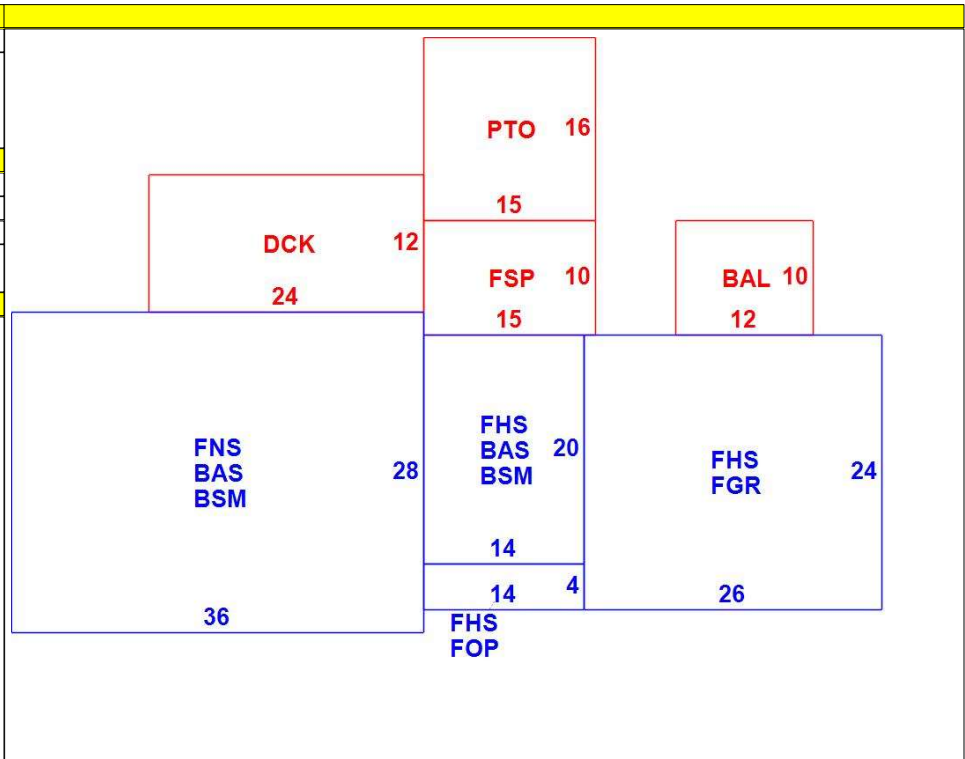 PTO 16
15
DCK 12
24
FSP 10
15
BAL 10
12
FNS
BAS
BSM
28
36
FHS
BAS 20
BSM
14
FHS
FGR
24
26
14 4
FHS
FOP